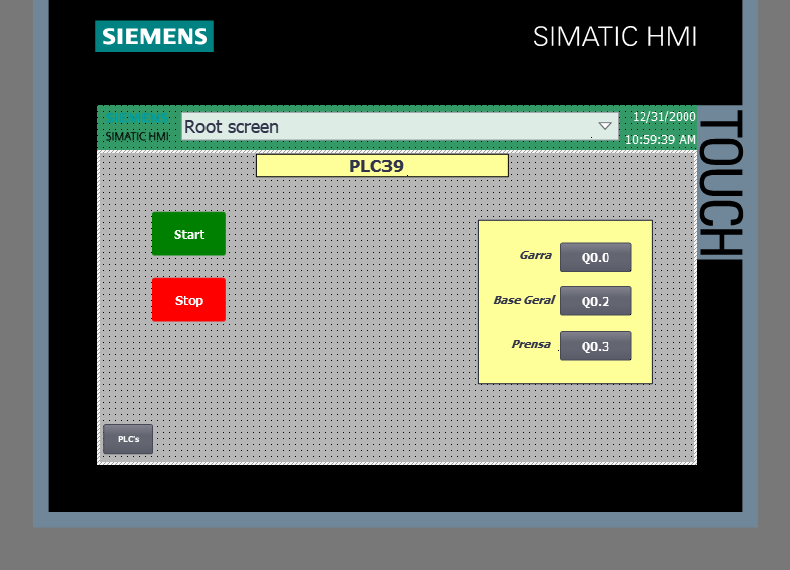 SIEMENS
SIMATIC HMI
SIEMENS
SIMATIC HMI
Root screen
12/31/2000
10:59:39 AM
TOUCH
PLC39
Start
Stop
Garra
Q0.0
Base Geral
Q0.2
Prensa
Q0.3
PLC's